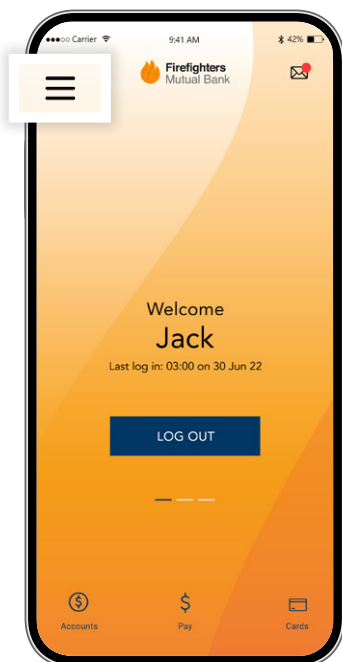 Carrier 9:41 AM 42%
Firefighters
Mutual Bank
Welcome
Jack
Last log in: 03:00 on 30 Jun 22
LOG OUT
Accounts Pay Cards